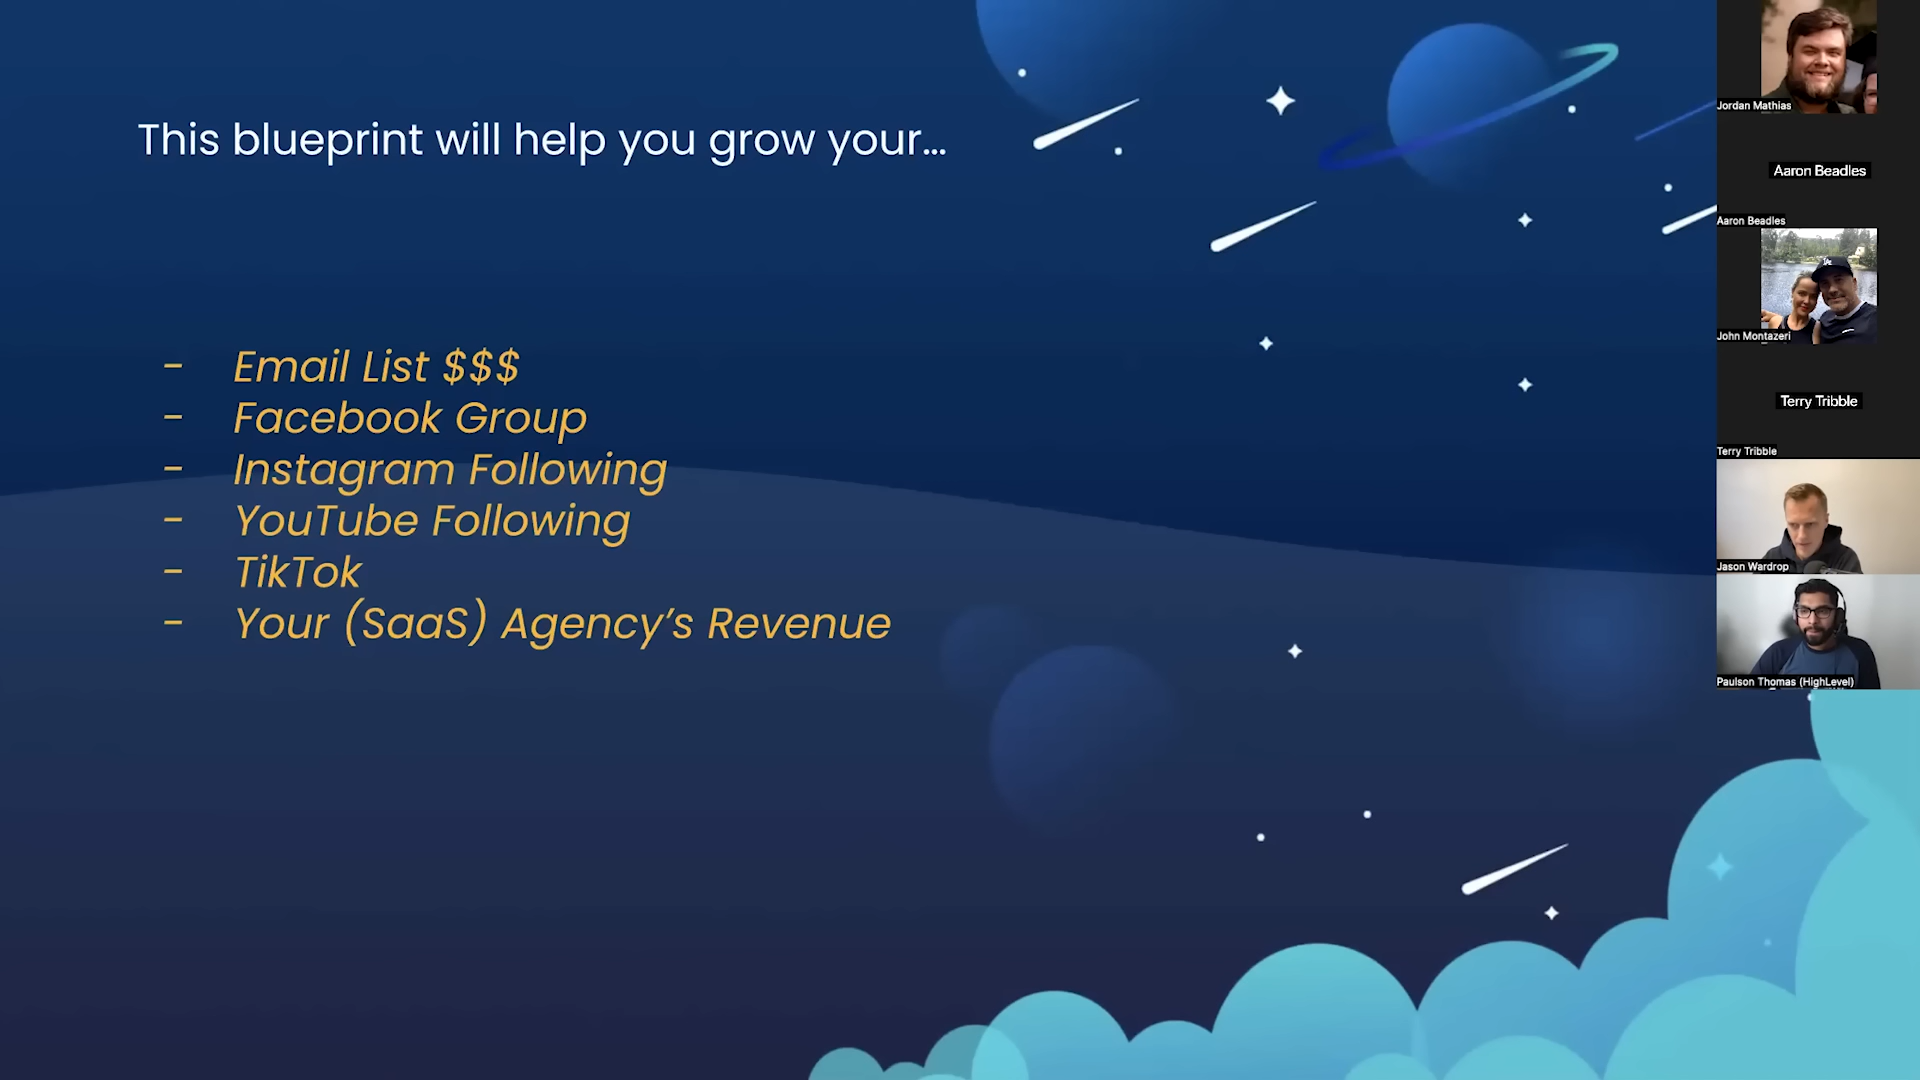 This blueprint will help you grow your...
- Email List $$$
- Facebook Group
- Instagram Following
- YouTube Following
- TikTok
- Your (SaaS) Agency's Revenue
Jordan Mathias
Aaron Beadles
Aaron Beadles
John Montazeri
Terry Tribble
Terry Tribble
Jason Wardrop
Paulson Thomas (HighLevel)